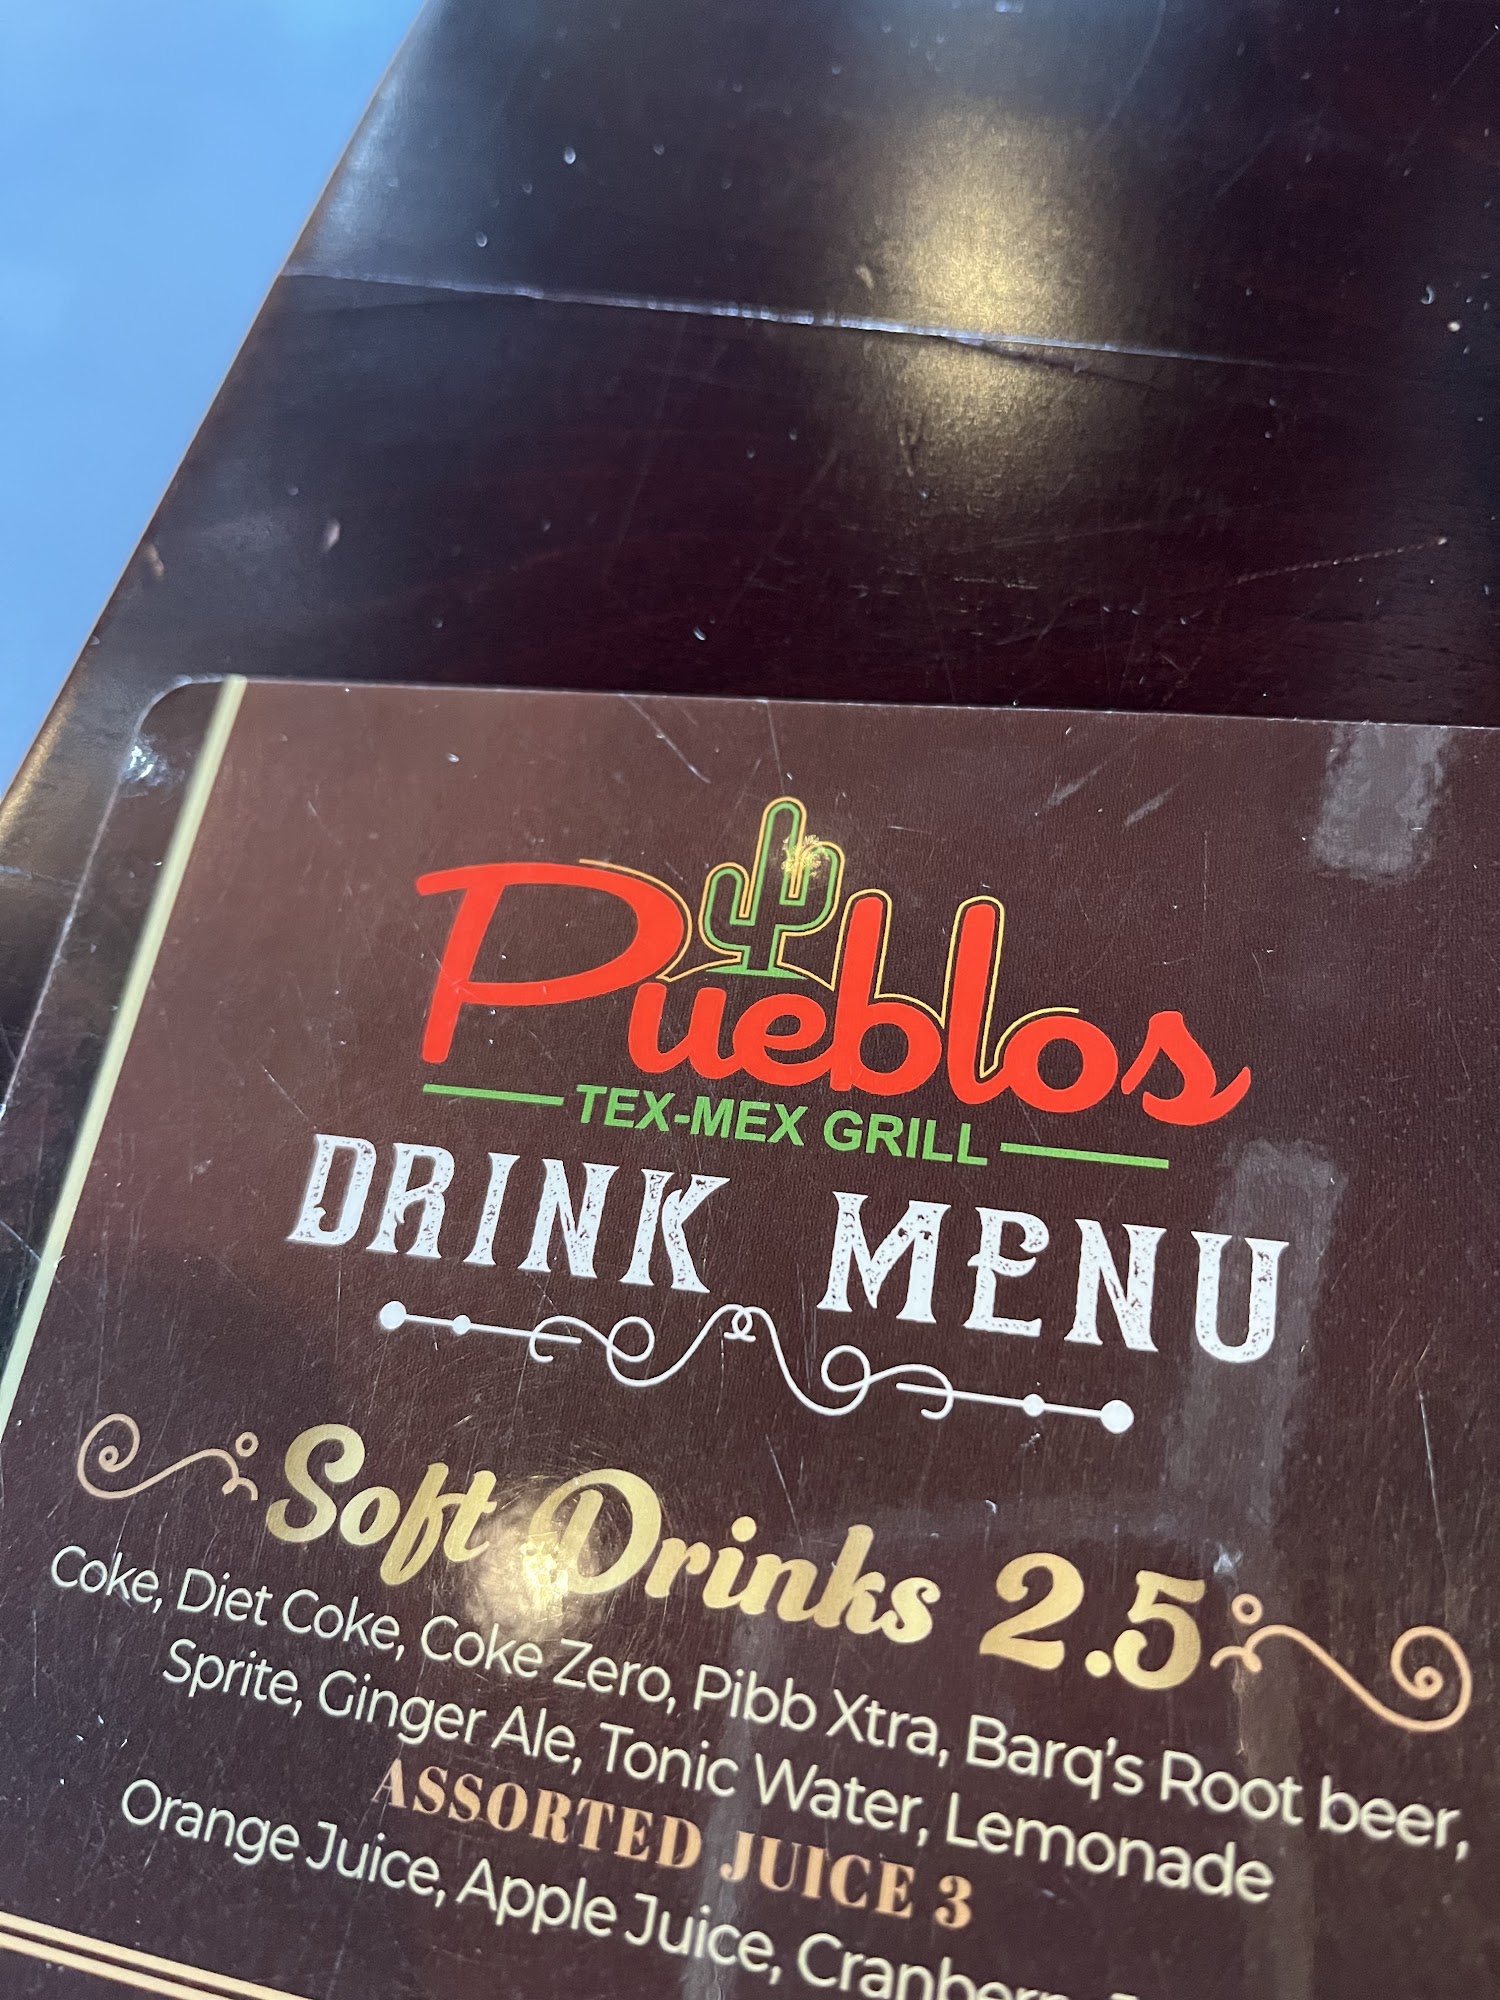 Pueblos
TEX-MEX GRILL
DRINK MENU
Soft Drinks 2.5
Coke, Diet Coke, Coke Zero, Pibb Xtra, Barq's Root beer,
Sprite, Ginger Ale, Tonic Water, Lemonade
ASSORTED JUICE 3
Orange Juice, Apple Juice,